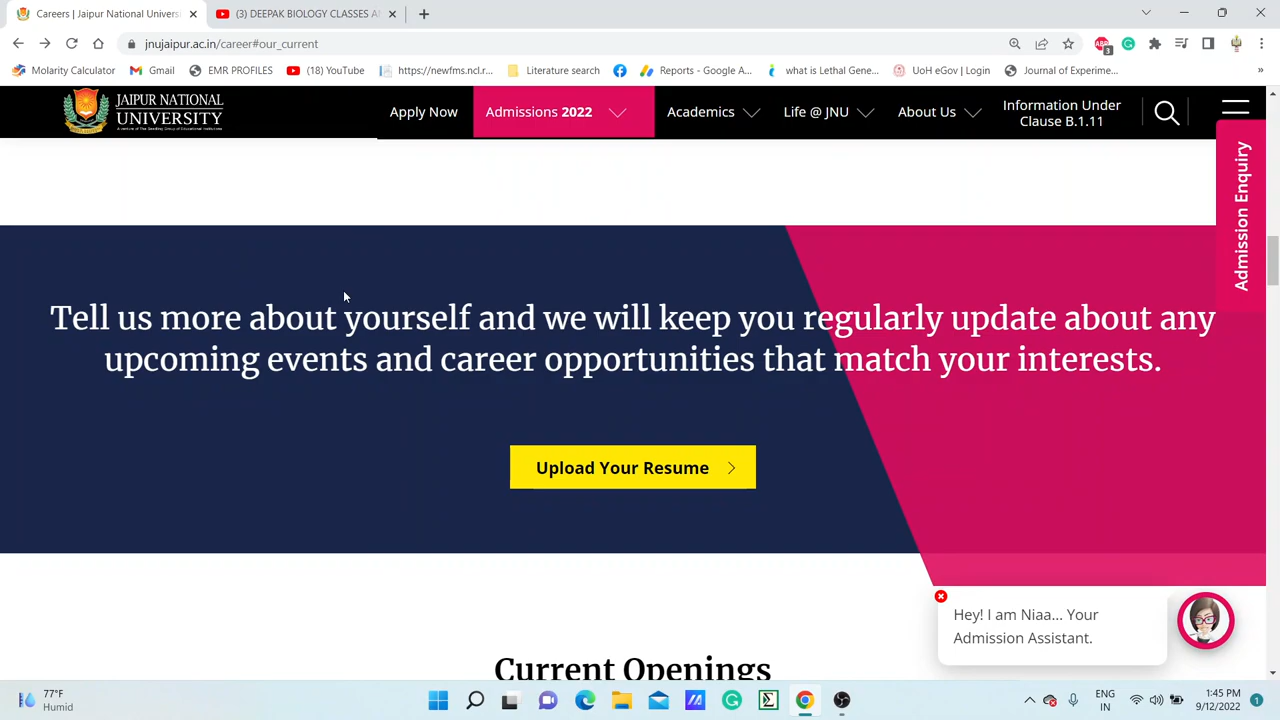 Careers | Jaipur National Universi
(3) DEEPAK BIOLOGY CLASSES A
jnujaipur.ac.in/career#our_current
3
Molarity Calculator
Gmail
EMR PROFILES
(18) YouTube
https://newfms.ncl.r...
Literature search
Reports - Google A...
what is Lethal Gene...
UoH eGov | Login
Journal of Experime...
»
JAIPUR NATIONAL
UNIVERSITY
Apply Now
Admissions 2022
Academics
Life @ JNU
About Us
Information Under
Clause B.1.11
Admission Enquiry
Tell us more about yourself and we will keep you regularly update about any
upcoming events and career opportunities that match your interests.
Upload Your Resume
Hey! I am Niaa... Your
Admission Assistant.
Current Openings
77°F
Humid
ENG
IN
1:45 PM
9/12/2022
1